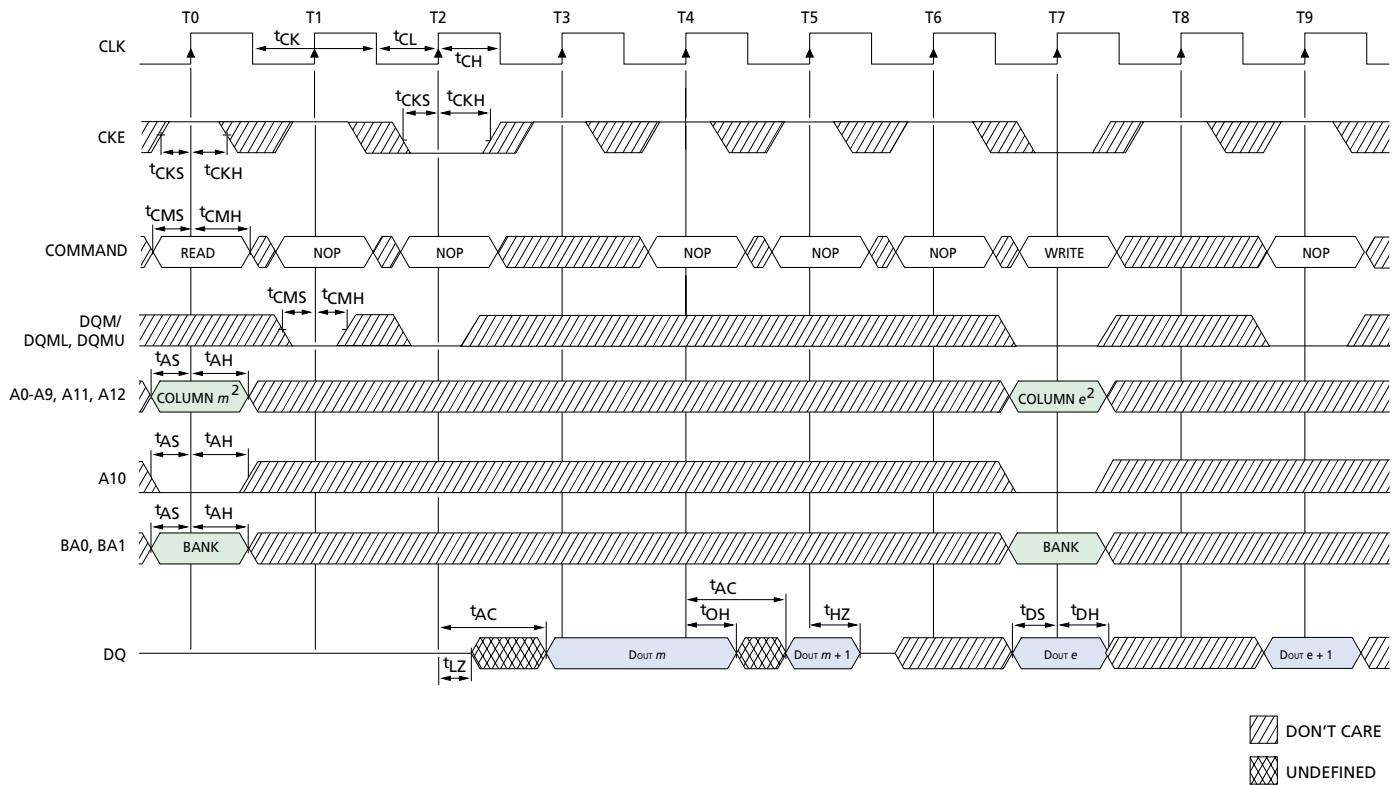 T0 T1 T2 T3 T4 T5 T6 T7 T8 T9
CLK
tCK tCL
tCH
tCKS tCKH
CKE
tCKS tCKH
tCMS tCMH
COMMAND READ NOP NOP NOP NOP NOP WRITE NOP
tCMS tCMH
DQM/
DQML, DQMU
tAS tAH
A0-A9, A11, A12 COLUMN m 2 COLUMN e2
tAS tAH
A10
tAS tAH
BA0, BA1 BANK BANK
tAC tAC
tOH tHZ tDS tDH
DQ DOUT m DOUT m + 1 DOUT e DOUT e + 1
tLZ
DON'T CARE
UNDEFINED